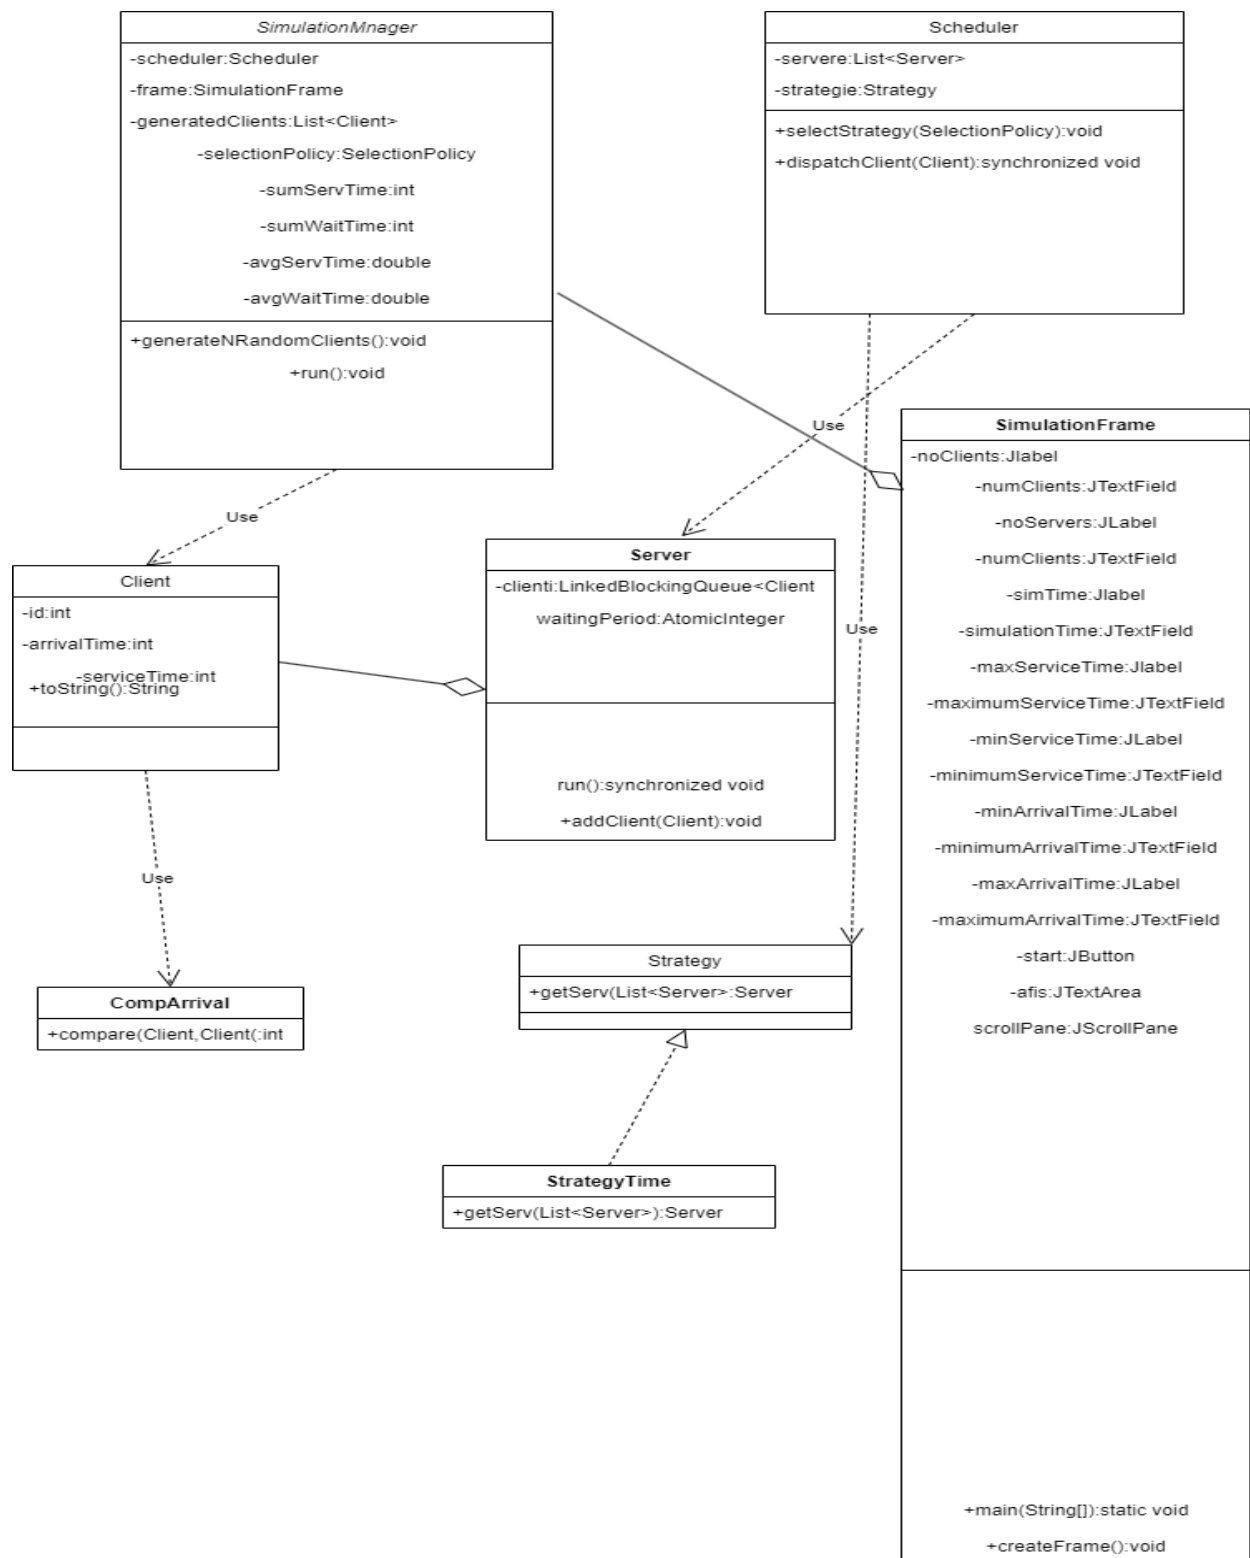 SimulationMnager
-scheduler:Scheduler
-frame:SimulationFrame
-generatedClients:List<Client>
-selectionPolicy:SelectionPolicy
-sumServTime:int
-sumWaitTime:int
-avgServTime:double
-avgWaitTime:double
+generateNRandomClients():void
+run():void
Scheduler
-servere:List<Server>
-strategie:Strategy
+selectStrategy(SelectionPolicy):void
+dispatchClient(Client):synchronized void
Use
Use
Use
SimulationFrame
-noClients:Jlabel
-numClients:JTextField
-noServers:JLabel
-numClients:JTextField
-simTime:Jlabel
-simulationTime:JTextField
-maxServiceTime:Jlabel
-maximumServiceTime:JTextField
-minServiceTime:JLabel
-minimumServiceTime:JTextField
-minArrivalTime:JLabel
-minimumArrivalTime:JTextField
-maxArrivalTime:JLabel
-maximumArrivalTime:JTextField
-start:JButton
-afis:JTextArea
scrollPane:JScrollPane
+main(String[]):static void
+createFrame():void
Client
-id:int
-arrivalTime:int
-serviceTime:int
+toString():String
Server
-clienti:LinkedBlockingQueue<Client
waitingPeriod:AtomicInteger
run():synchronized void
+addClient(Client):void
Use
CompArrival
+compare(Client,Client(:int
Strategy
+getServ(List<Server>:Server
StrategyTime
+getServ(List<Server>):Server